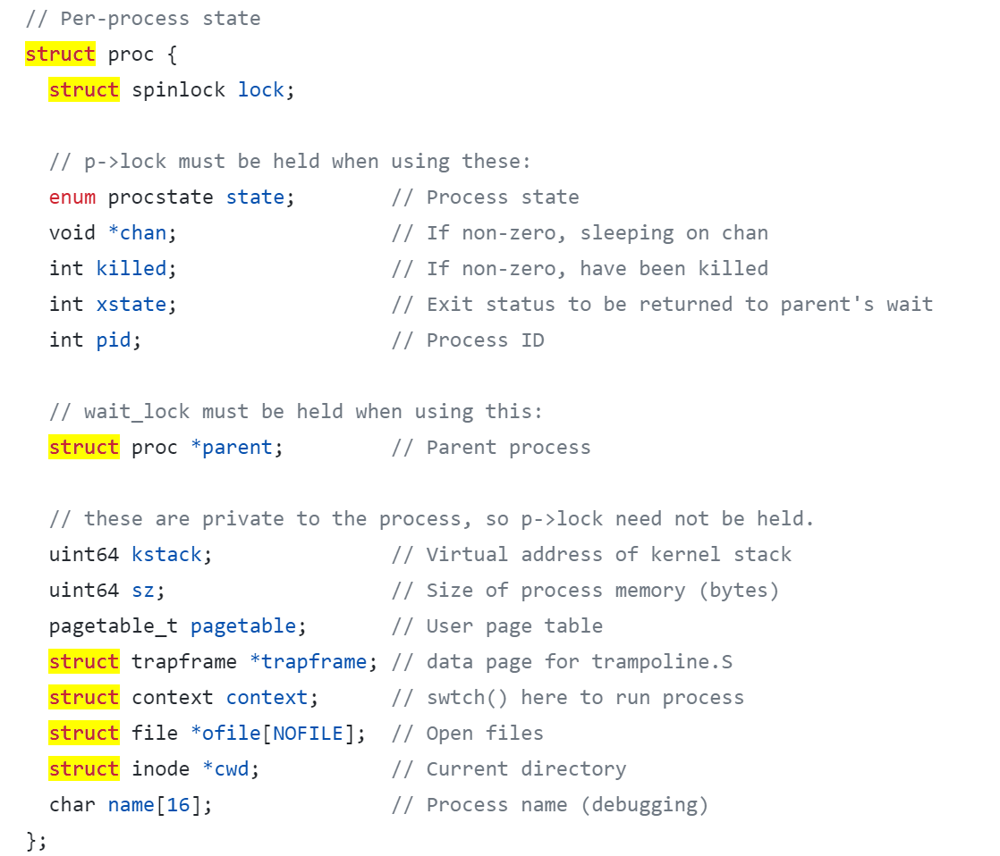 // Per-process state
struct proc {
  struct spinlock lock;

  // p->lock must be held when using these:
  enum procstate state;        // Process state
  void *chan;                  // If non-zero, sleeping on chan
  int killed;                  // If non-zero, have been killed
  int xstate;                  // Exit status to be returned to parent's wait
  int pid;                     // Process ID

  // wait_lock must be held when using this:
  struct proc *parent;         // Parent process

  // these are private to the process, so p->lock need not be held.
  uint64 kstack;               // Virtual address of kernel stack
  uint64 sz;                   // Size of process memory (bytes)
  pagetable_t pagetable;       // User page table
  struct trapframe *trapframe; // data page for trampoline.S
  struct context context;      // swtch() here to run process
  struct file *ofile[NOFILE];  // Open files
  struct inode *cwd;           // Current directory
  char name[16];               // Process name (debugging)
};